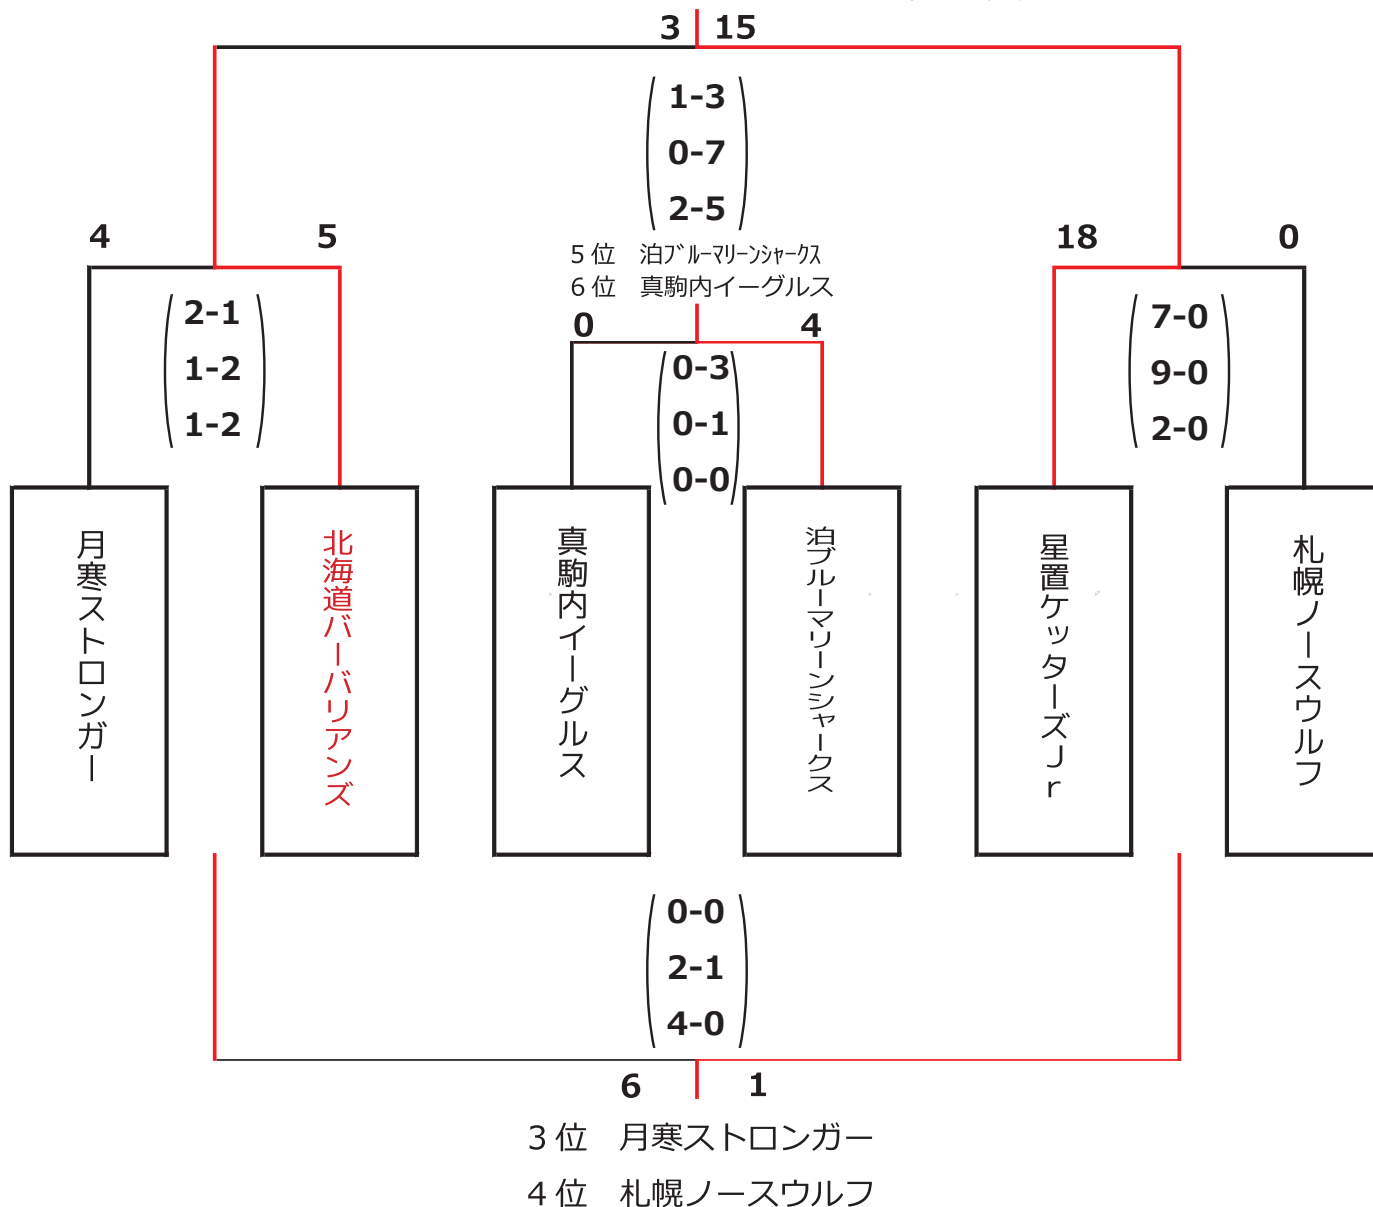 3 15
1-3
0-7
2-5
4 5
18 0
5位 泊ﾌﾞﾙｰﾏﾘｰﾝｼｬｰｸｽ
6位 真駒内イーグルス
0 4
2-1
1-2
1-2
0-3
0-1
0-0
7-0
9-0
2-0
月寒ストロンガー
北海道バーバリアンズ
真駒内イーグルス
泊ブルーマリーンシャークス
星置ケッターズJr
札幌ノースウルフ
0-0
2-1
4-0
6 1
3位 月寒ストロンガー
4位 札幌ノースウルフ